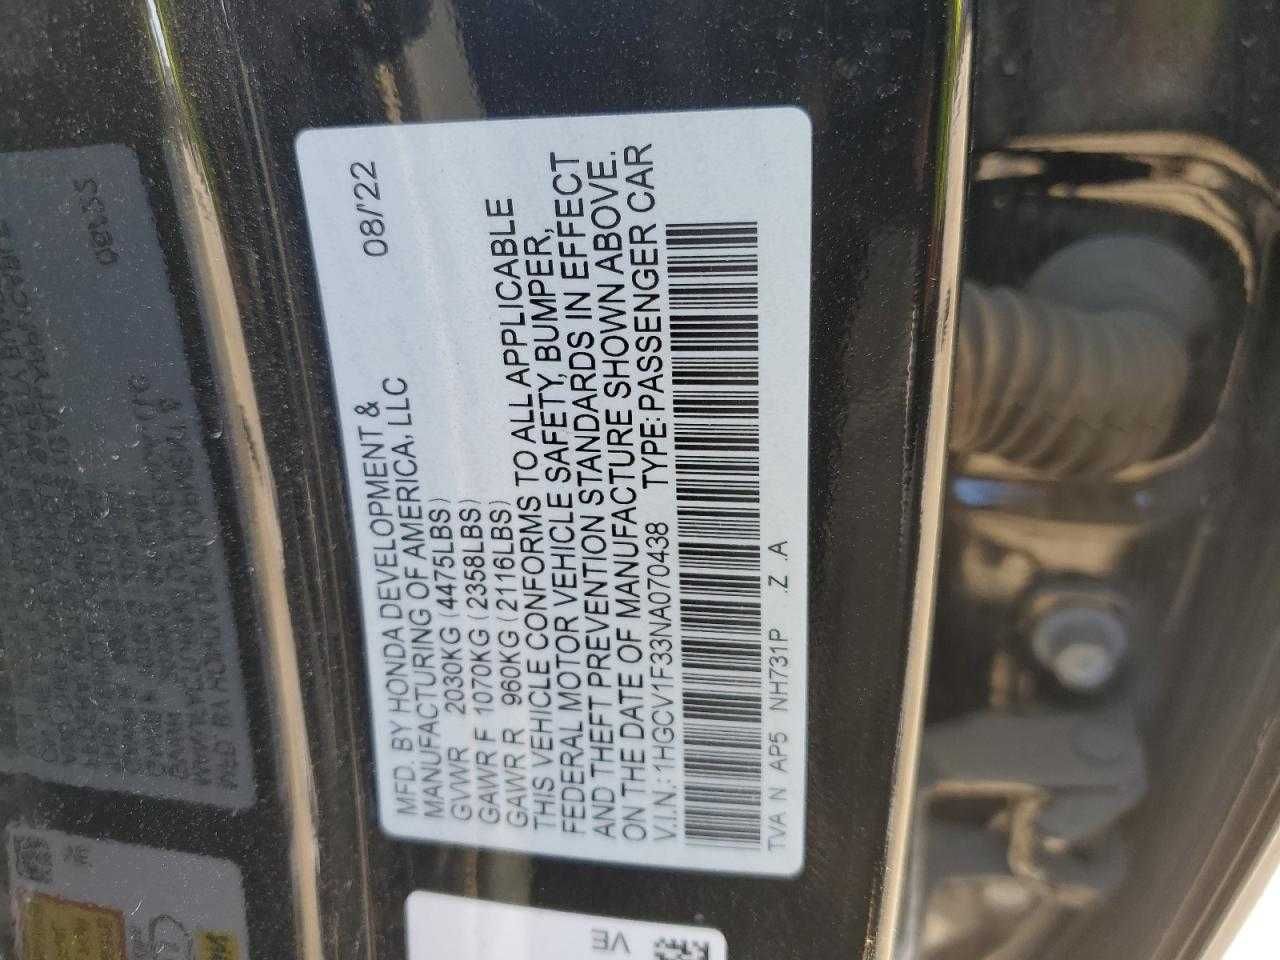 MFD. BY HONDA DEVELOPMENT & 08/'22
MANUFACTURING OF AMERICA, LLC
GVWR 2030KG (4475LBS)
GAWR F 1070KG (2358LBS)
GAWR R 960KG (2116LBS)
THIS VEHICLE CONFORMS TO ALL APPLICABLE
FEDERAL MOTOR VEHICLE SAFETY, BUMPER,
AND THEFT PREVENTION STANDARDS IN EFFECT
ON THE DATE OF MANUFACTURE SHOWN ABOVE.
V.I.N.: 1HGCV1F33NA070438 TYPE: PASSENGER CAR
TVA N AP5 NH731P .Z .A
VE